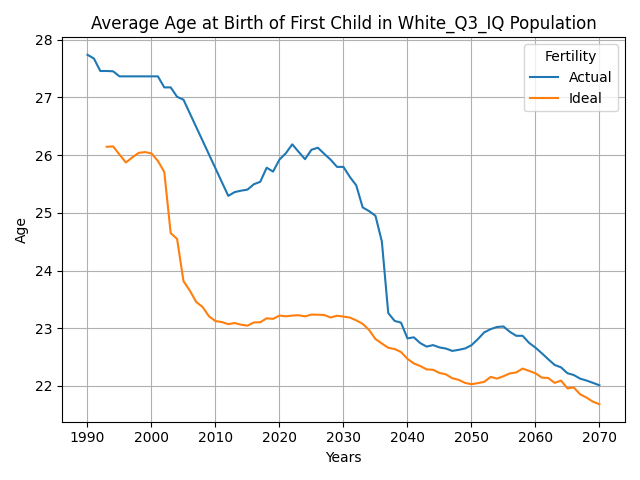 Average Age at Birth of First Child in White_Q3_IQ Population
Fertility
Actual
Ideal
28
27
26
25
24
23
22
Age
1990
2000
2010
2020
2030
2040
2050
2060
2070
Years